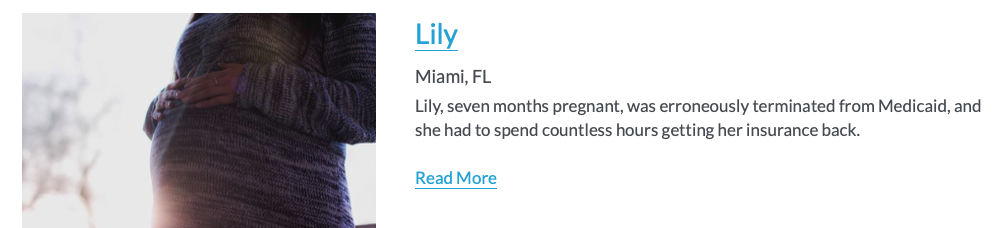 Lily
Miami, FL
Lily, seven months pregnant, was erroneously terminated from Medicaid, and
she had to spend countless hours getting her insurance back.
Read More